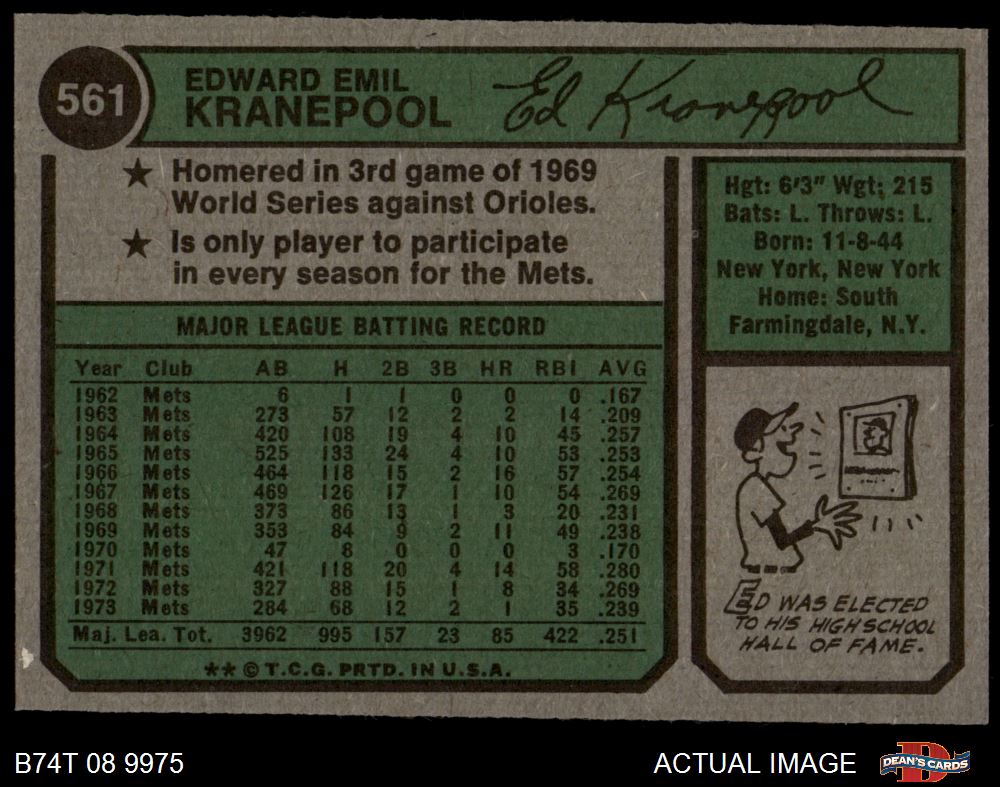 561
EDWARD EMIL
KRANEPOOL
Ed Kranepool
★ Homered in 3rd game of 1969
World Series against Orioles.
★ Is only player to participate
in every season for the Mets.
Hgt: 6'3" Wgt: 215
Bats: L. Throws: L.
Born: 11-8-44
New York, New York
Home: South
Farmingdale, N.Y.
MAJOR LEAGUE BATTING RECORD
Year Club AB H 2B 3B HR RBI AVG
1962 Mets 6 1 1 0 0 0 .167
1963 Mets 273 57 12 2 2 14 .209
1964 Mets 420 108 19 4 10 45 .257
1965 Mets 525 133 24 4 10 53 .253
1966 Mets 464 118 15 2 16 57 .254
1967 Mets 469 126 17 1 10 54 .269
1968 Mets 373 86 13 1 3 20 .231
1969 Mets 353 84 9 2 11 49 .238
1970 Mets 47 8 0 0 0 3 .170
1971 Mets 421 118 20 4 14 58 .280
1972 Mets 327 88 15 1 8 34 .269
1973 Mets 284 68 12 2 1 35 .239
Maj. Lea. Tot. 3962 995 157 23 85 422 .251
** © T.C.G. PRTD. IN U.S.A.
ED WAS ELECTED
TO HIS HIGH SCHOOL
HALL OF FAME.
B74T 08 9975
ACTUAL IMAGE
DEAN'S CARDS